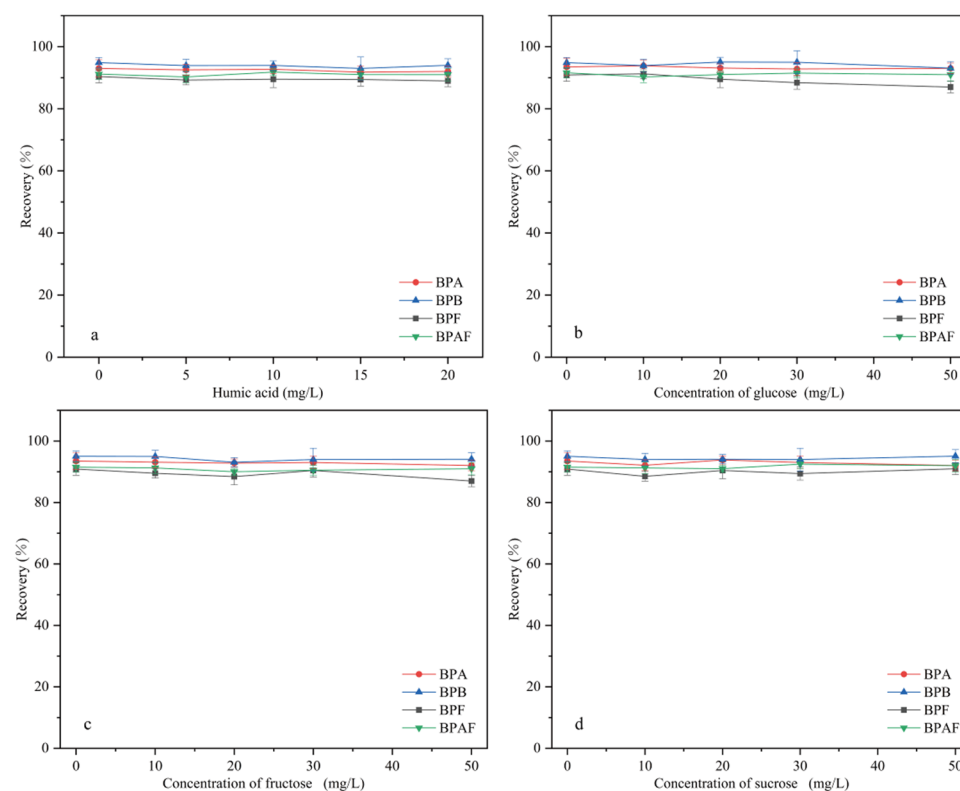 100
80
60
40
20
0
Recovery (%)
BPA
BPB
BPF
BPAF
a
0 5 10 15 20
Humic acid (mg/L)
100
80
60
40
20
0
Recovery (%)
BPA
BPB
BPF
BPAF
b
0 10 20 30 40 50
Concentration of glucose (mg/L)
100
80
60
40
20
0
Recovery (%)
BPA
BPB
BPF
BPAF
c
0 10 20 30 40 50
Concentration of fructose (mg/L)
100
80
60
40
20
0
Recovery (%)
BPA
BPB
BPF
BPAF
d
0 10 20 30 40 50
Concentration of sucrose (mg/L)